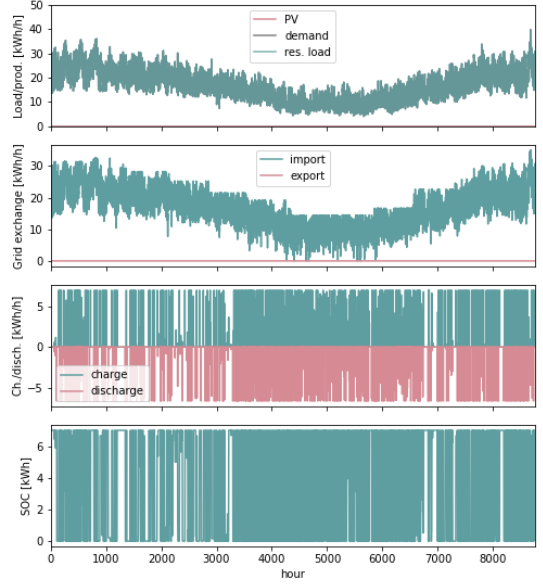 50
40
30
20
10
0
Load/prod. [kWh/h]
PV
demand
res. load
30
20
10
0
Grid exchange [kWh/h]
import
export
5
0
−5
Ch./disch. [kWh/h]
charge
discharge
6
4
2
0
SOC [kWh]
0 1000 2000 3000 4000 5000 6000 7000 8000
hour